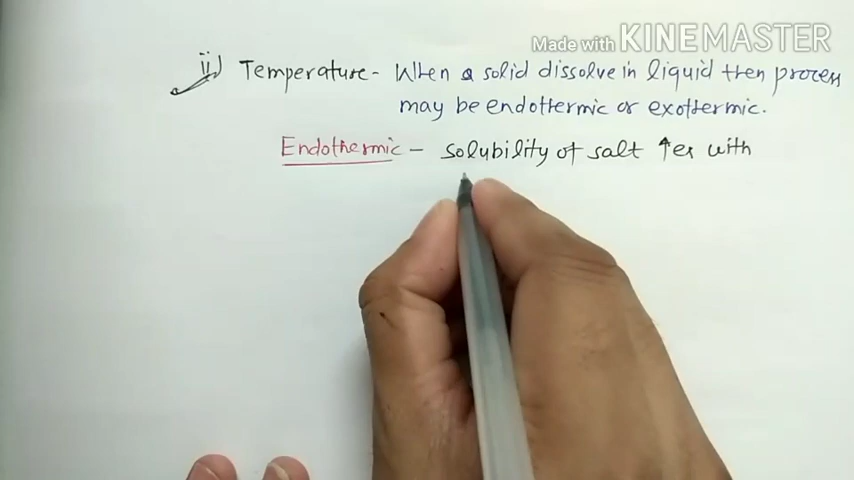 Made with KINEMASTER
ii) Temperature - When a solid dissolve in liquid then process
may be endothermic or exothermic.
Endothermic - solubility of salt ↑es with